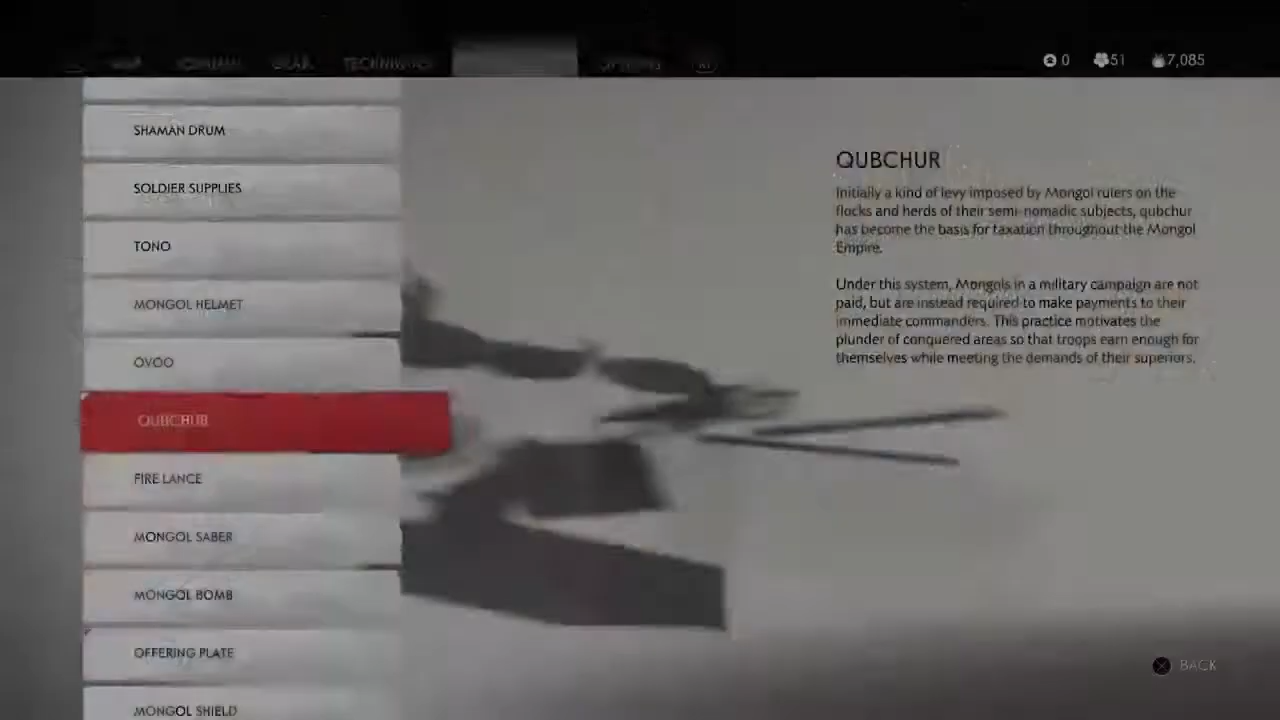 TECHNIQUES
0
51
7,085
SHAMAN DRUM
SOLDIER SUPPLIES
TONO
MONGOL HELMET
OVOO
QUBCHUR
FIRE LANCE
MONGOL SABER
MONGOL BOMB
OFFERING PLATE
MONGOL SHIELD
QUBCHUR
Initially a kind of levy imposed by Mongol rulers on the
flocks and herds of their semi-nomadic subjects, qubchur
has become the basis for taxation throughout the Mongol
Empire.
Under this system, Mongols in a military campaign are not
paid, but are instead required to make payments to their
immediate commanders. This practice motivates the
plunder of conquered areas so that troops earn enough for
themselves while meeting the demands of their superiors.
BACK